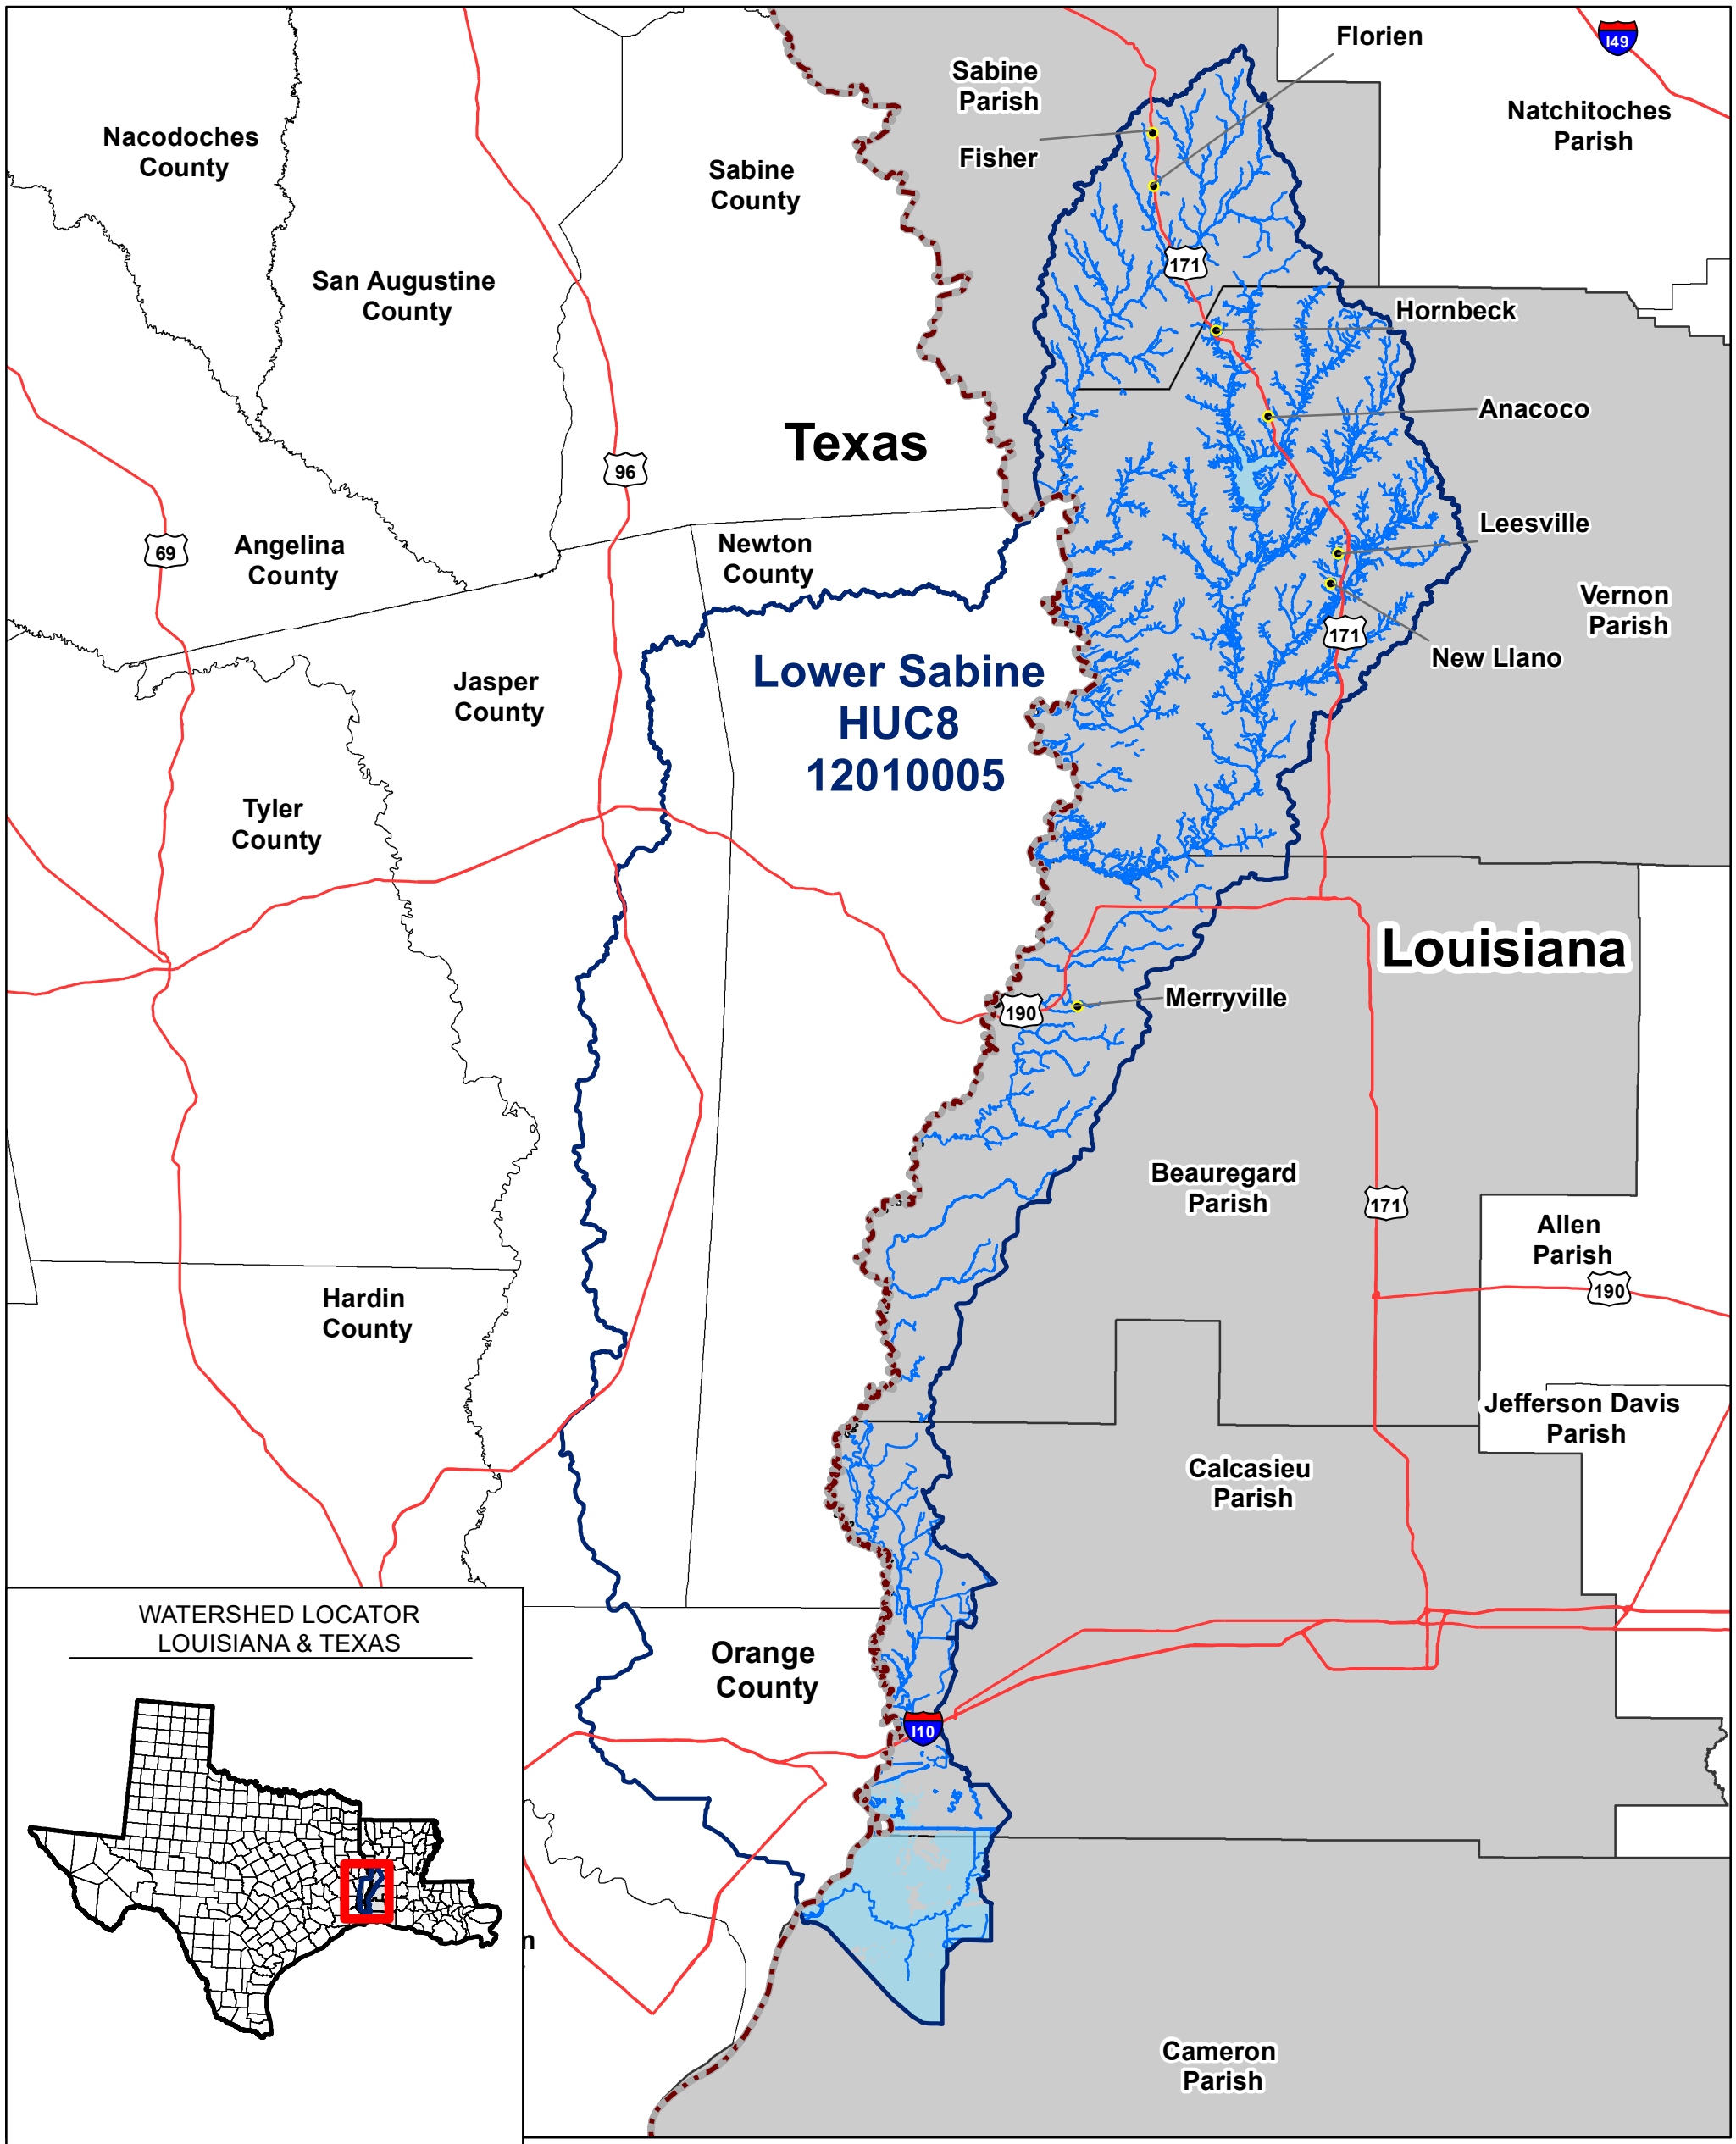 Florien
I49
Sabine
Parish
Natchitoches
Parish
Nacodoches
County
Fisher
Sabine
County
171
San Augustine
County
Hornbeck
Anacoco
Texas
96
Leesville
69
Angelina
County
Newton
County
Vernon
Parish
171
New Llano
Lower Sabine
HUC8
12010005
Jasper
County
Tyler
County
Louisiana
Merryville
190
Beauregard
Parish
171
Allen
Parish
190
Hardin
County
Jefferson Davis
Parish
Calcasieu
Parish
WATERSHED LOCATOR
LOUISIANA & TEXAS
Orange
County
I10
n
Cameron
Parish